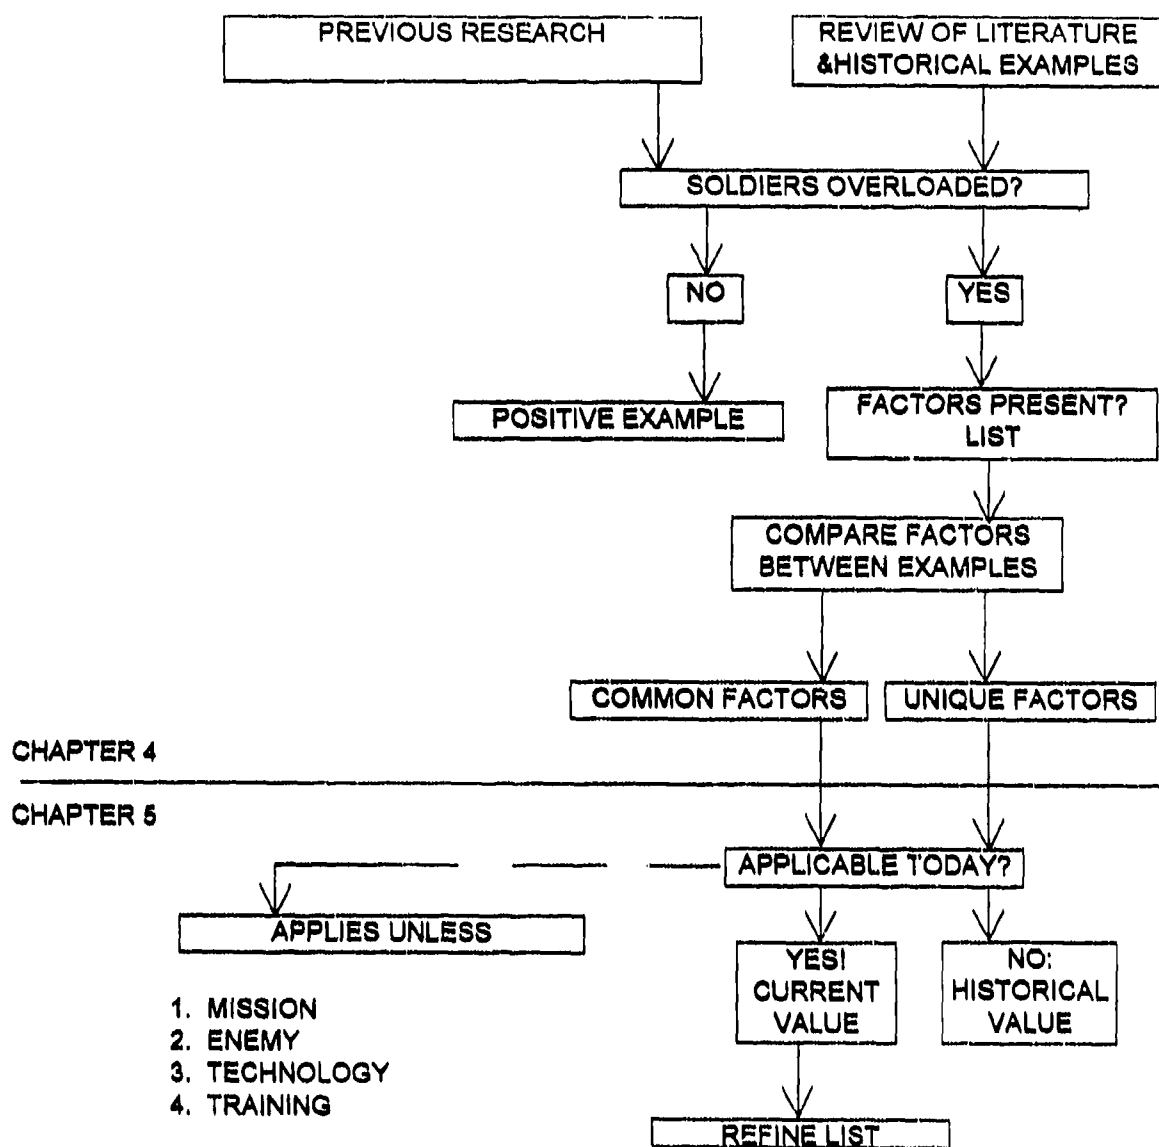 PREVIOUS RESEARCH
REVIEW OF LITERATURE
&HISTORICAL EXAMPLES
SOLDIERS OVERLOADED?
NO
YES
POSITIVE EXAMPLE
FACTORS PRESENT?
LIST
COMPARE FACTORS
BETWEEN EXAMPLES
COMMON FACTORS
UNIQUE FACTORS
CHAPTER 4
CHAPTER 5
APPLICABLE TODAY?
APPLIES UNLESS
1. MISSION
2. ENEMY
3. TECHNOLOGY
4. TRAINING
YES!
CURRENT
VALUE
NO:
HISTORICAL
VALUE
REFINE LIST